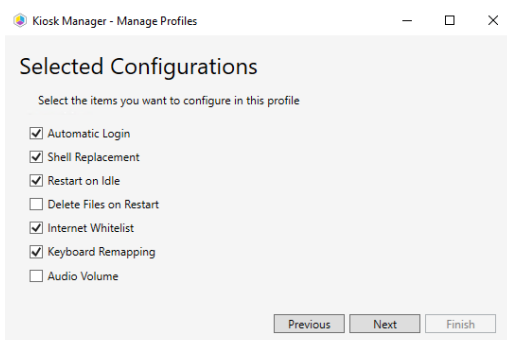 Kiosk Manager - Manage Profiles
Selected Configurations
Select the items you want to configure in this profile
Automatic Login
Shell Replacement
Restart on Idle
Delete Files on Restart
Internet Whitelist
Keyboard Remapping
Audio Volume
Previous Next Finish